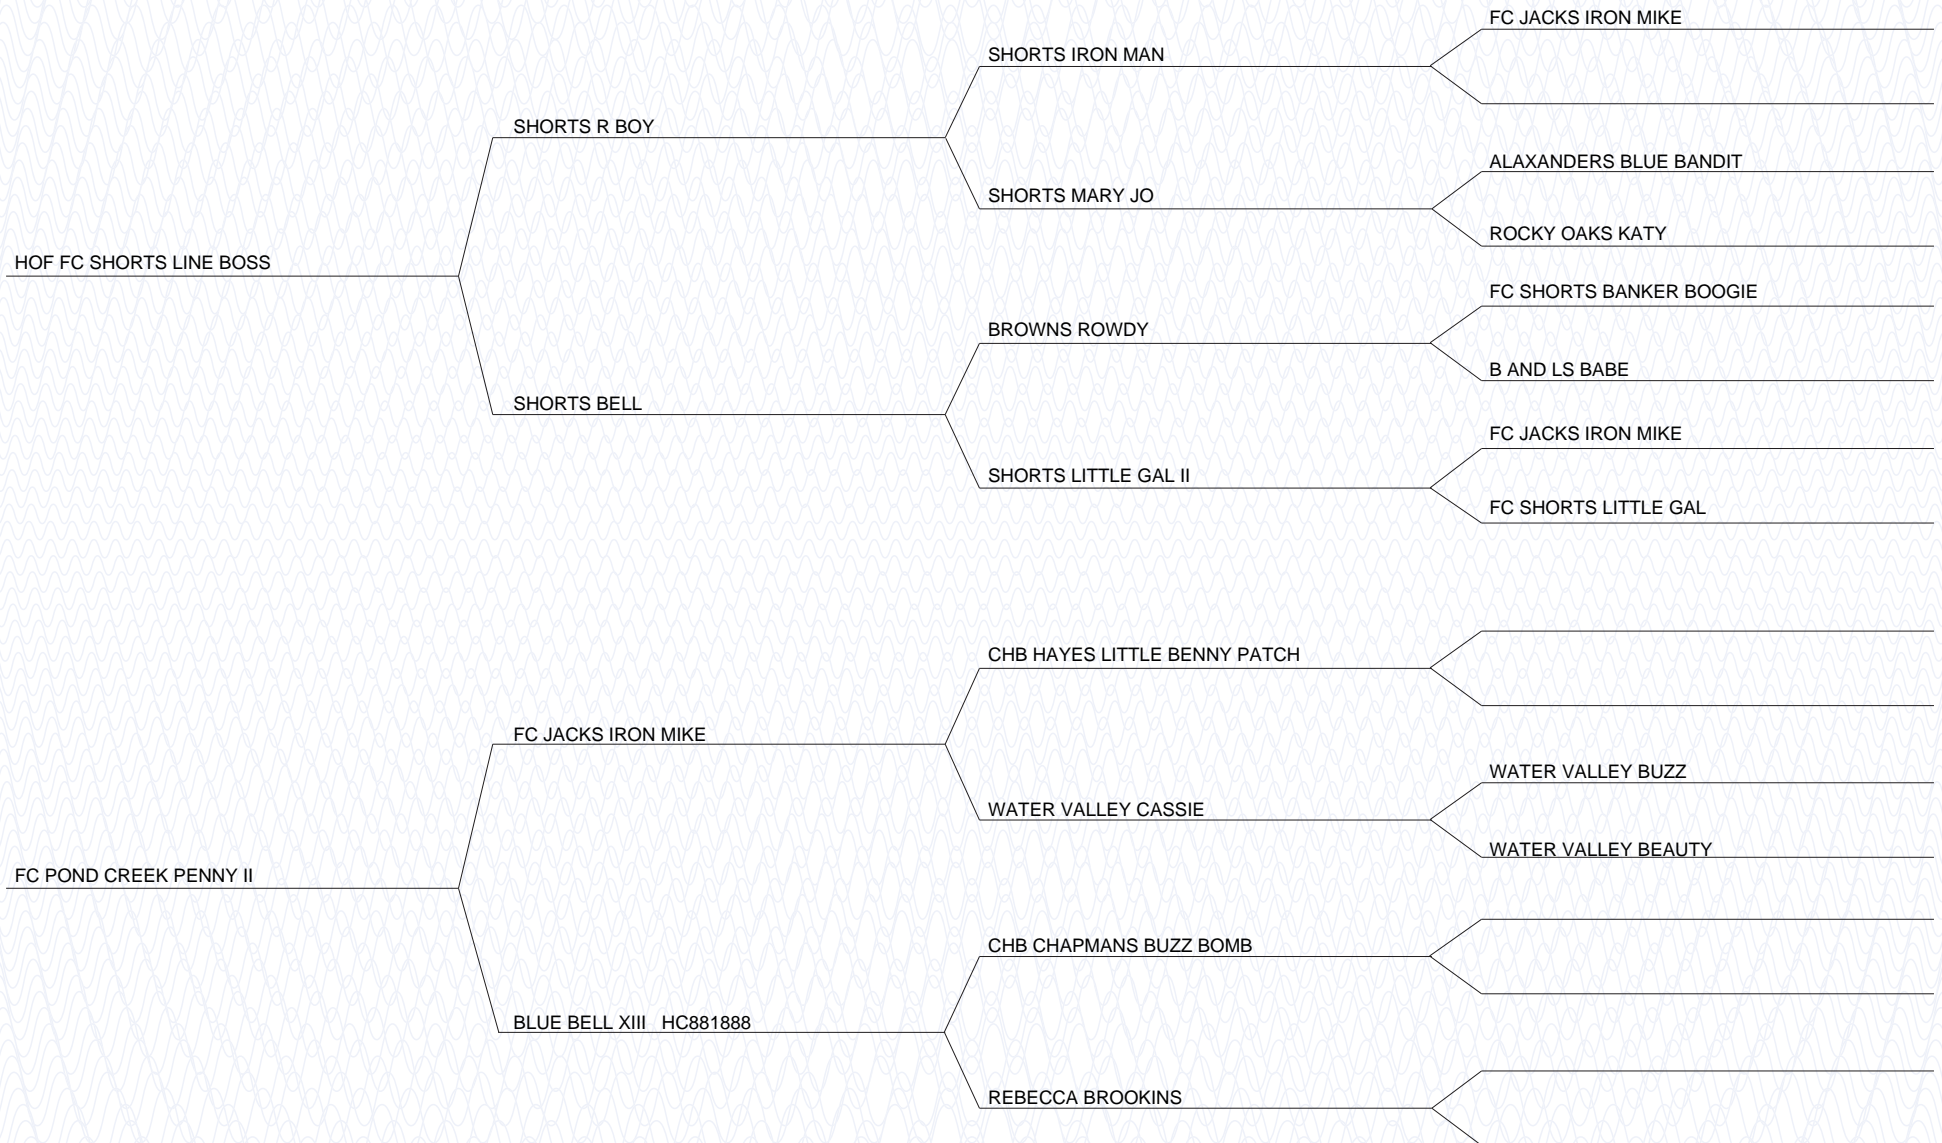 FC JACKS IRON MIKE
SHORTS IRON MAN
SHORTS R BOY
ALAXANDERS BLUE BANDIT
SHORTS MARY JO
ROCKY OAKS KATY
HOF FC SHORTS LINE BOSS
FC SHORTS BANKER BOOGIE
BROWNS ROWDY
B AND LS BABE
SHORTS BELL
FC JACKS IRON MIKE
SHORTS LITTLE GAL II
FC SHORTS LITTLE GAL
CHB HAYES LITTLE BENNY PATCH
FC JACKS IRON MIKE
WATER VALLEY BUZZ
WATER VALLEY CASSIE
WATER VALLEY BEAUTY
FC POND CREEK PENNY II
CHB CHAPMANS BUZZ BOMB
BLUE BELL XIII HC881888
REBECCA BROOKINS